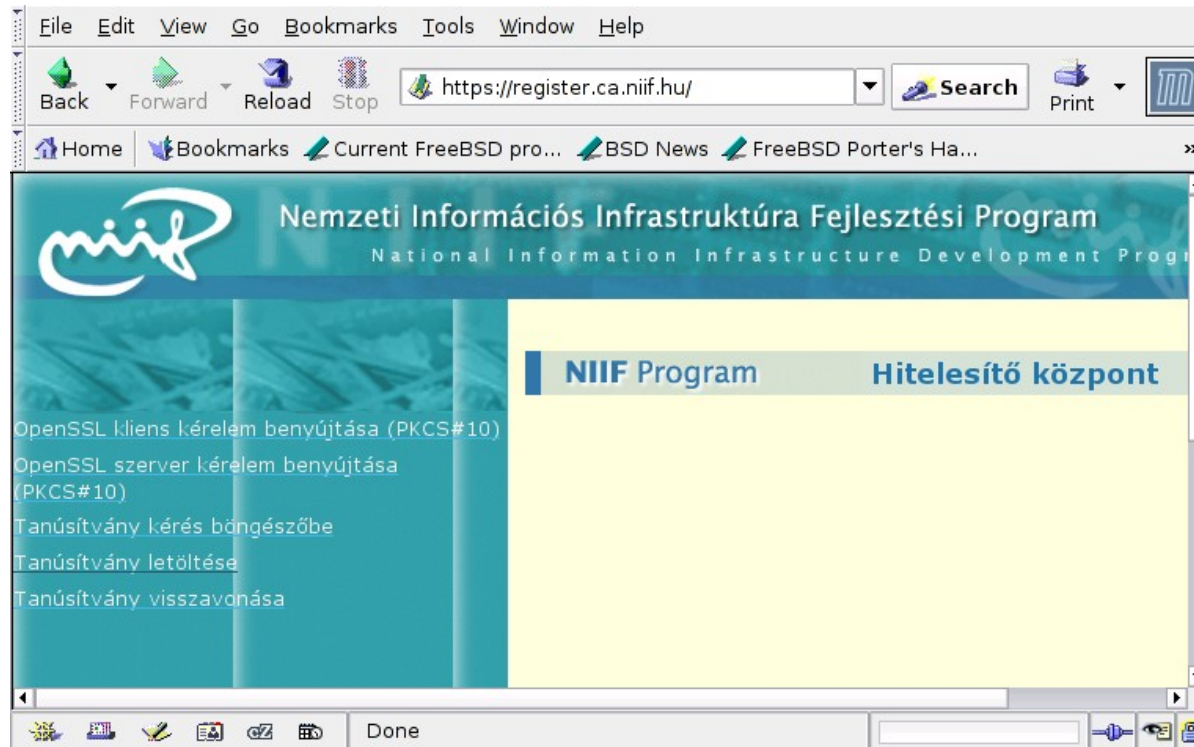 File Edit View Go Bookmarks Tools Window Help
Back Forward Reload Stop https://register.ca.niif.hu/ Search Print
Home Bookmarks Current FreeBSD pro... BSD News FreeBSD Porter's Ha... »
niif
Nemzeti Információs Infrastruktúra Fejlesztési Program
National Information Infrastructure Development Progr
NIIF Program Hitelesítő központ
OpenSSL kliens kérelem benyújtása (PKCS#10)
OpenSSL szerver kérelem benyújtása
(PKCS#10)
Tanúsítvány kérés böngészőbe
Tanúsítvány letöltése
Tanúsítvány visszavonása
Done